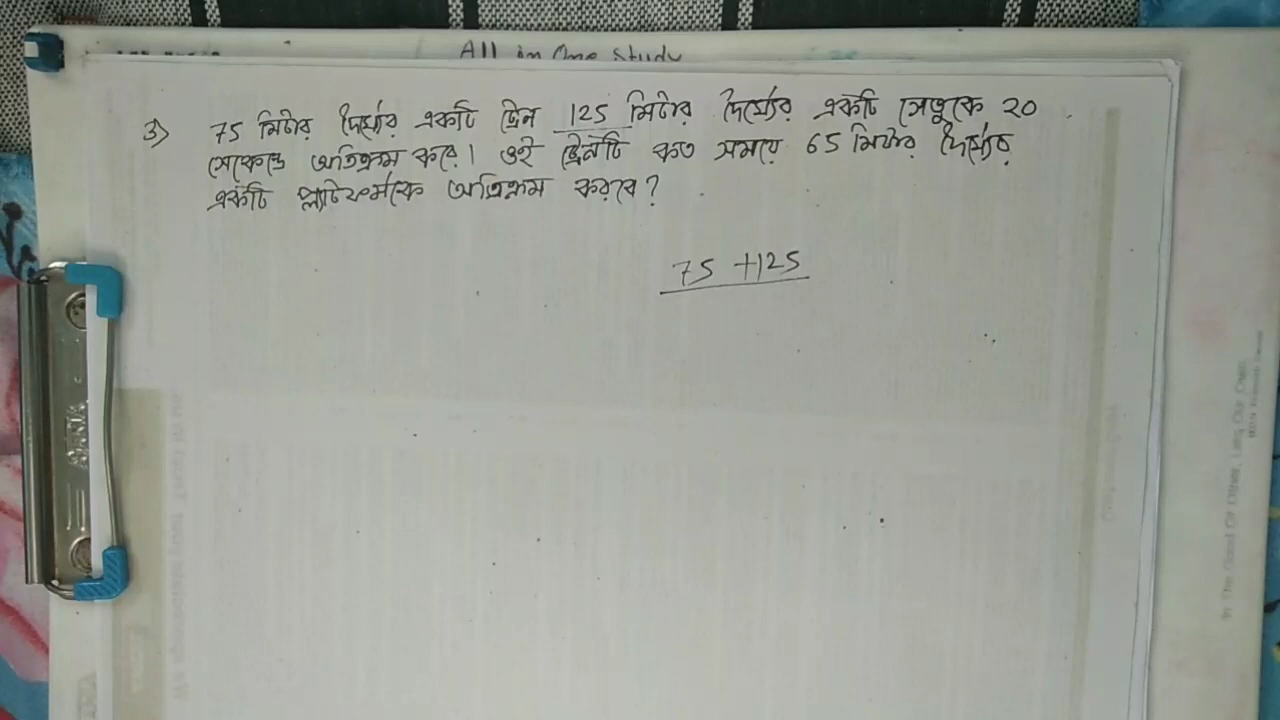 All in One Study
3) 75 মিটার দৈর্ঘ্যের একটি ট্রেন 125 মিটার দৈর্ঘ্যের একটি সেতুকে 20
সেকেন্ডে অতিক্রম করে। ওই ট্রেনটি কত সময়ে 65 মিটার দৈর্ঘ্যের
একটি প্ল্যাটফর্মকে অতিক্রম করবে?
75 +125